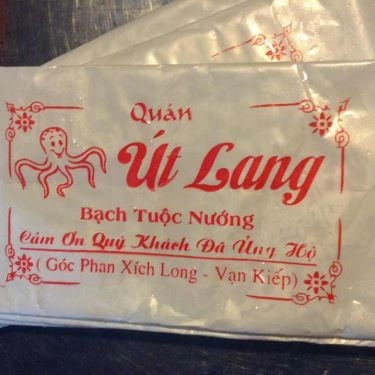 Quán
Út Lang
Bạch Tuộc Nướng
Cảm Ơn Quý Khách Đã Ủng Hộ
( Góc Phan Xích Long - Vạn Kiếp)